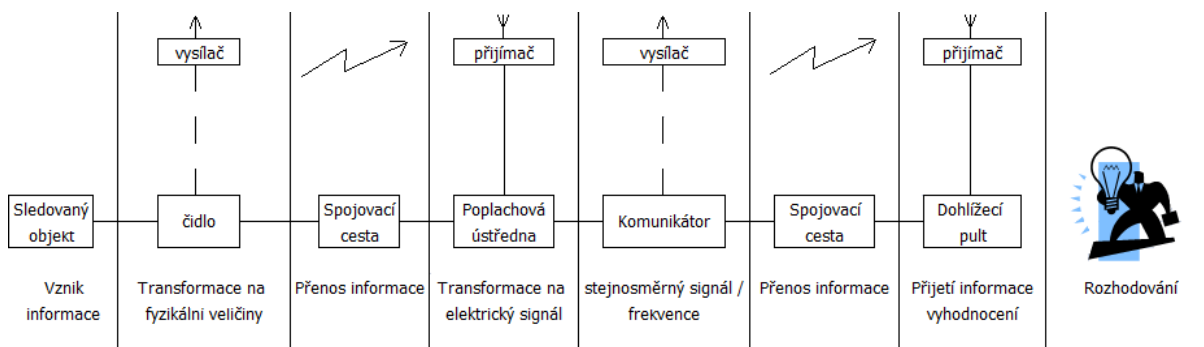 vysílač
přijímač
vysílač
přijímač
Sledovaný
objekt
čidlo
Spojovací
cesta
Poplachová
ústředna
Komunikátor
Spojovací
cesta
Dohlížecí
pult
Vznik
informace
Transformace na
fyzikálni veličiny
Přenos informace
Transformace na
elektrický signál
stejnosměrný signál /
frekvence
Přenos informace
Přijetí informace
vyhodnocení
Rozhodování